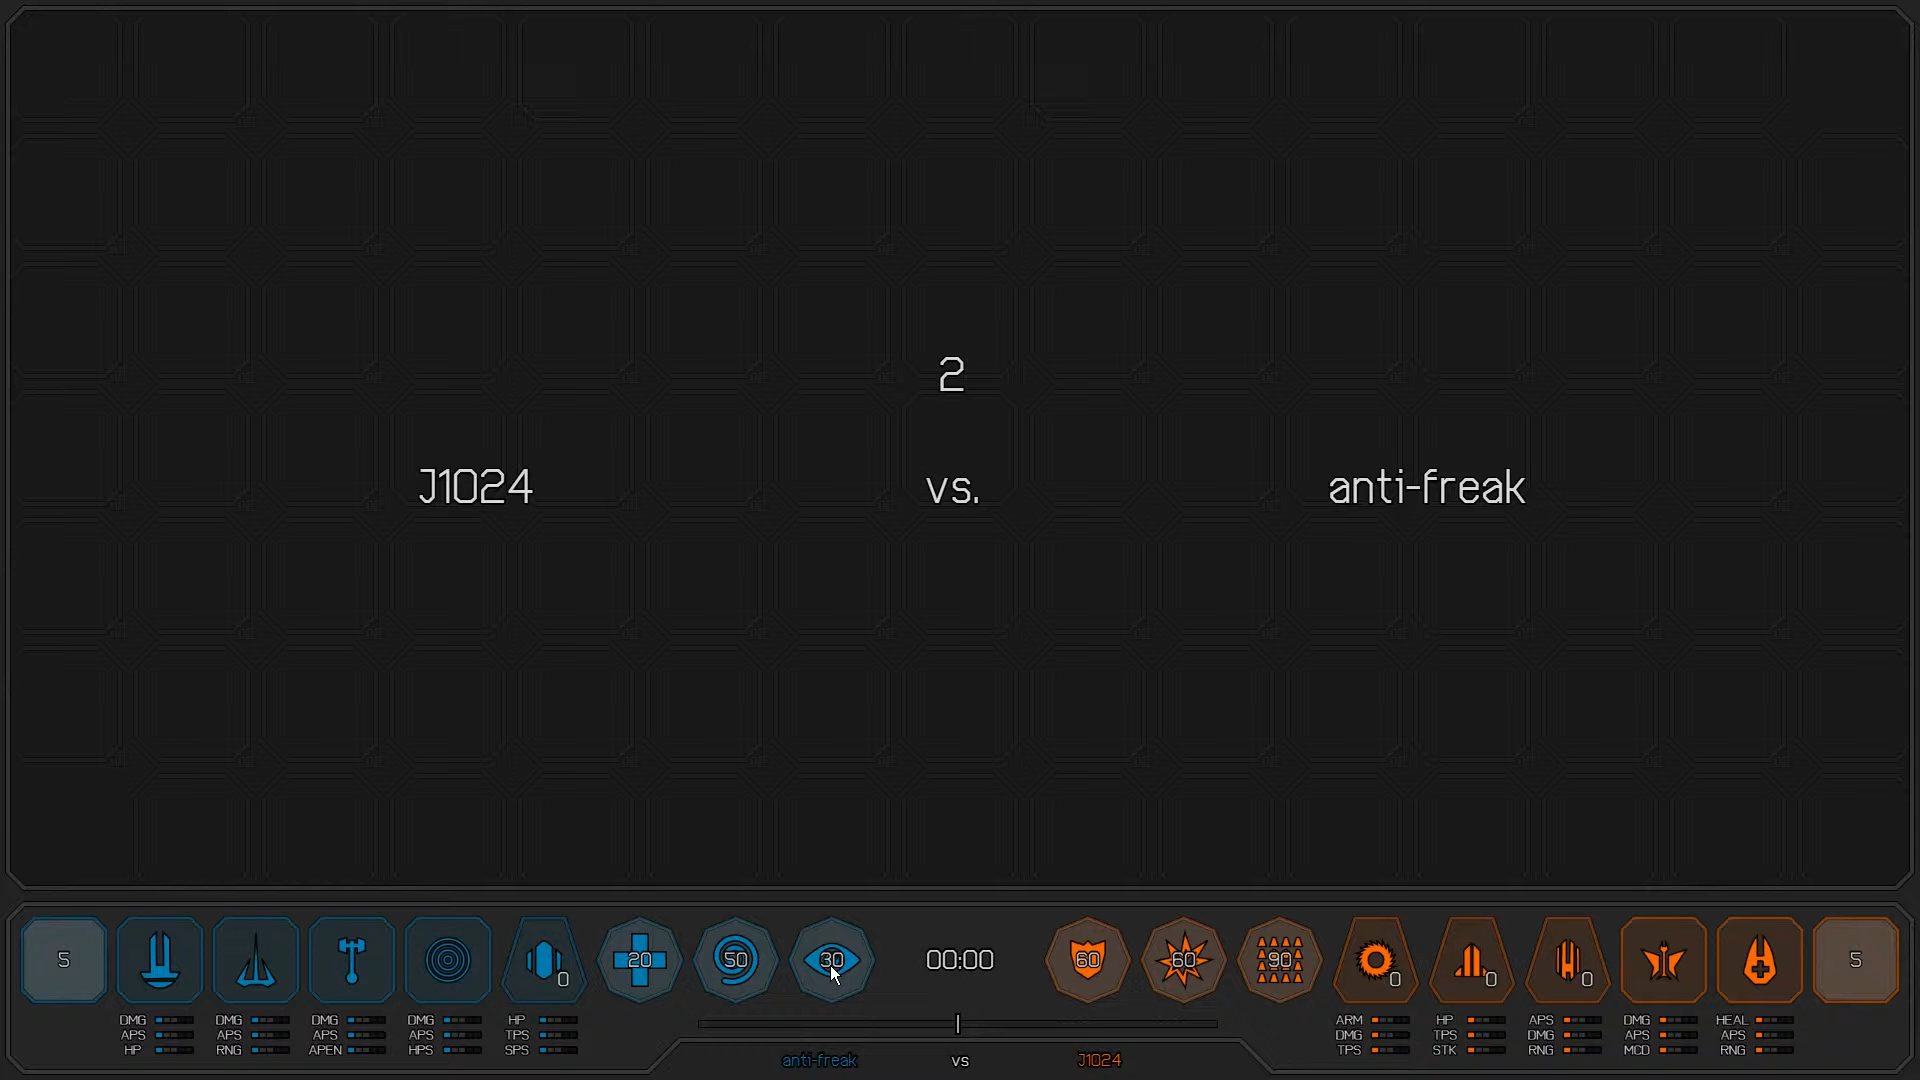 2
J1024 vs. anti-freak
5 0 20 50 30 00:00 60 60 90 0 0 0 5
DMG DMG DMG DMG HP ARM HP APS DMG HEAL
APS APS APS APS TPS DMG TPS DMG APS APS
HP RNG APEN HPS SPS TPS STK RNG MCD RNG
anti-freak vs J1024